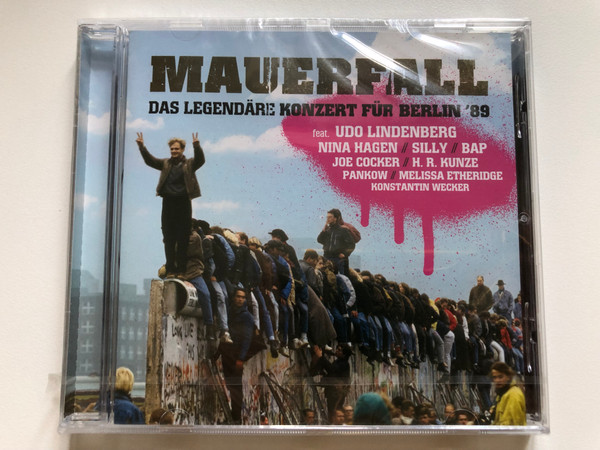 MAUERFALL
DAS LEGENDÄRE KONZERT FÜR BERLIN '89
feat. UDO LINDENBERG
NINA HAGEN // SILLY // BAP
JOE COCKER // H. R. KUNZE
PANKOW // MELISSA ETHERIDGE
KONSTANTIN WECKER